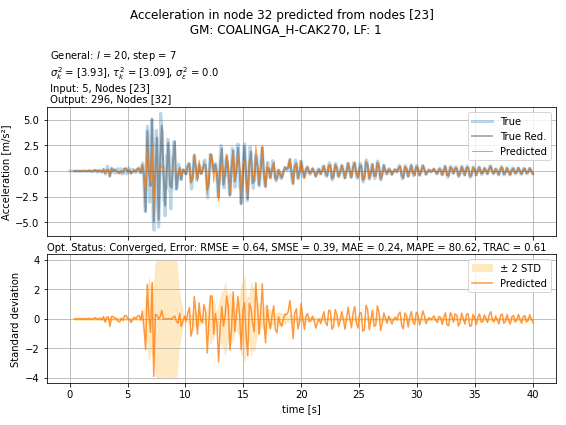 Acceleration in node 32 predicted from nodes [23]
GM: COALINGA_H-CAK270, LF: 1
General: l = 20, step = 7
σ²ₖ = [3.93], τ²ₖ = [3.09], σ²ε = 0.0
Input: 5, Nodes [23]
Output: 296, Nodes [32]
Acceleration [m/s²]
5.0
2.5
0.0
−2.5
−5.0
True
True Red.
Predicted
Opt. Status: Converged, Error: RMSE = 0.64, SMSE = 0.39, MAE = 0.24, MAPE = 80.62, TRAC = 0.61
Standard deviation
4
2
0
−2
−4
± 2 STD
Predicted
0 5 10 15 20 25 30 35 40
time [s]